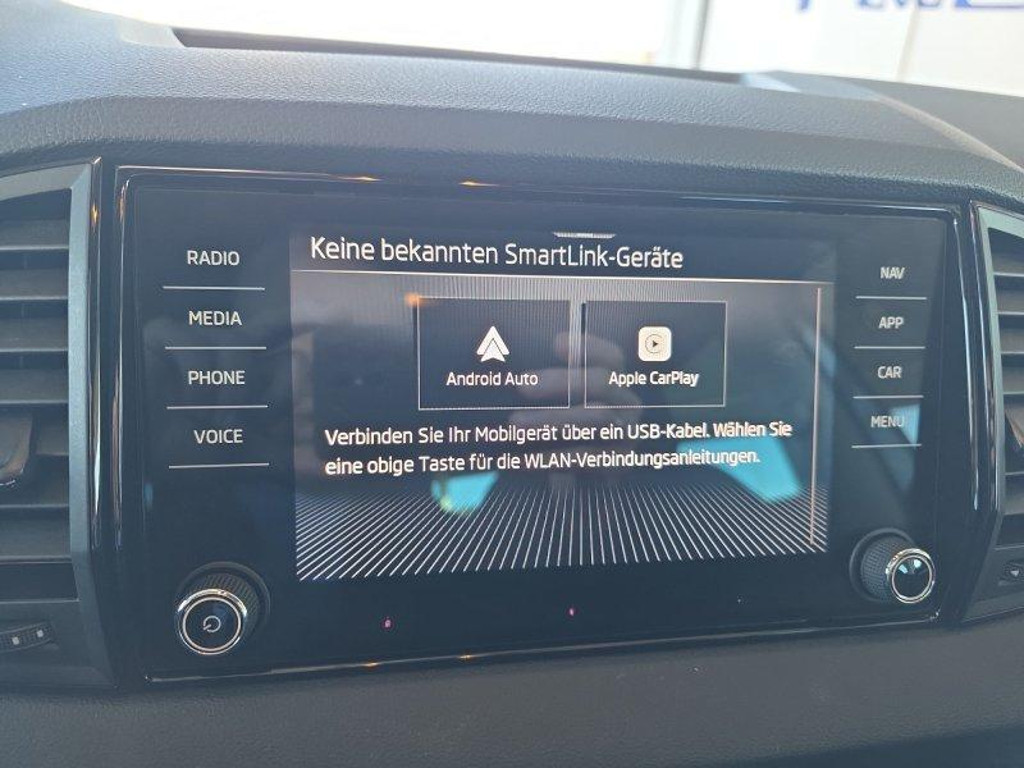 RADIO
MEDIA
PHONE
VOICE
Keine bekannten SmartLink-Geräte
Android Auto
Apple CarPlay
Verbinden Sie Ihr Mobilgerät über ein USB-Kabel. Wählen Sie
eine obige Taste für die WLAN-Verbindungsanleitungen.
NAV
APP
CAR
MENU